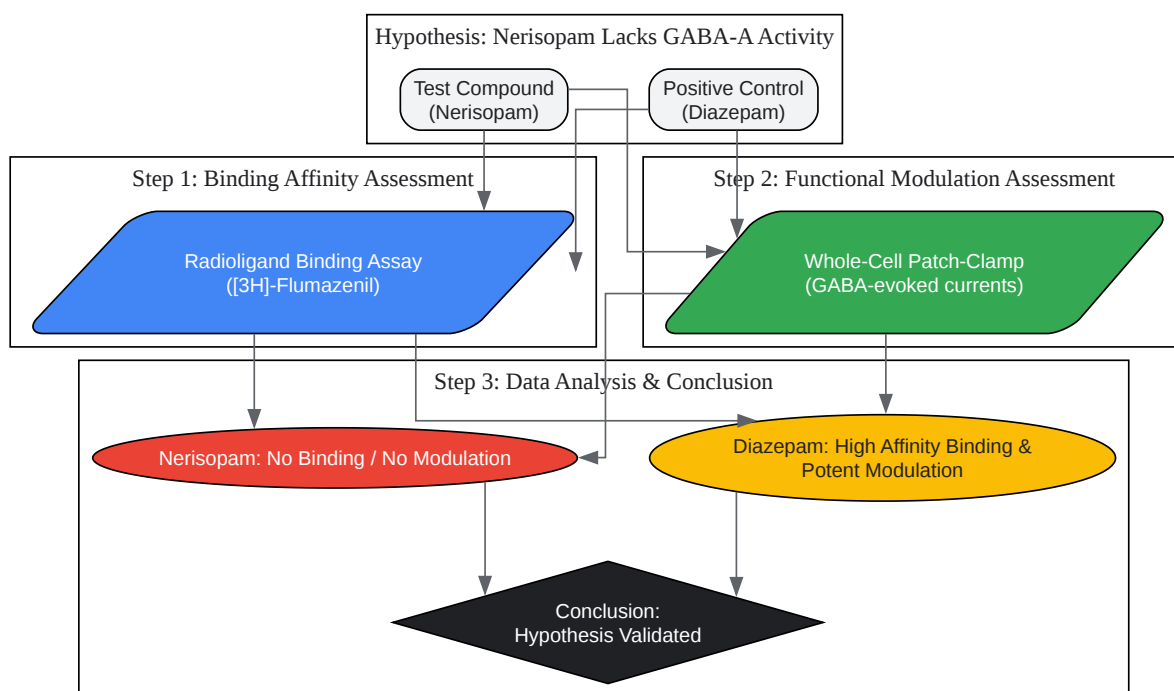 Hypothesis: Nerisopam Lacks GABA-A Activity
Test Compound
(Nerisopam)
Positive Control
(Diazepam)
Step 1: Binding Affinity Assessment
Radioligand Binding Assay
([3H]-Flumazenil)
Step 2: Functional Modulation Assessment
Whole-Cell Patch-Clamp
(GABA-evoked currents)
Step 3: Data Analysis & Conclusion
Nerisopam: No Binding / No Modulation
Diazepam: High Affinity Binding &
Potent Modulation
Conclusion:
Hypothesis Validated